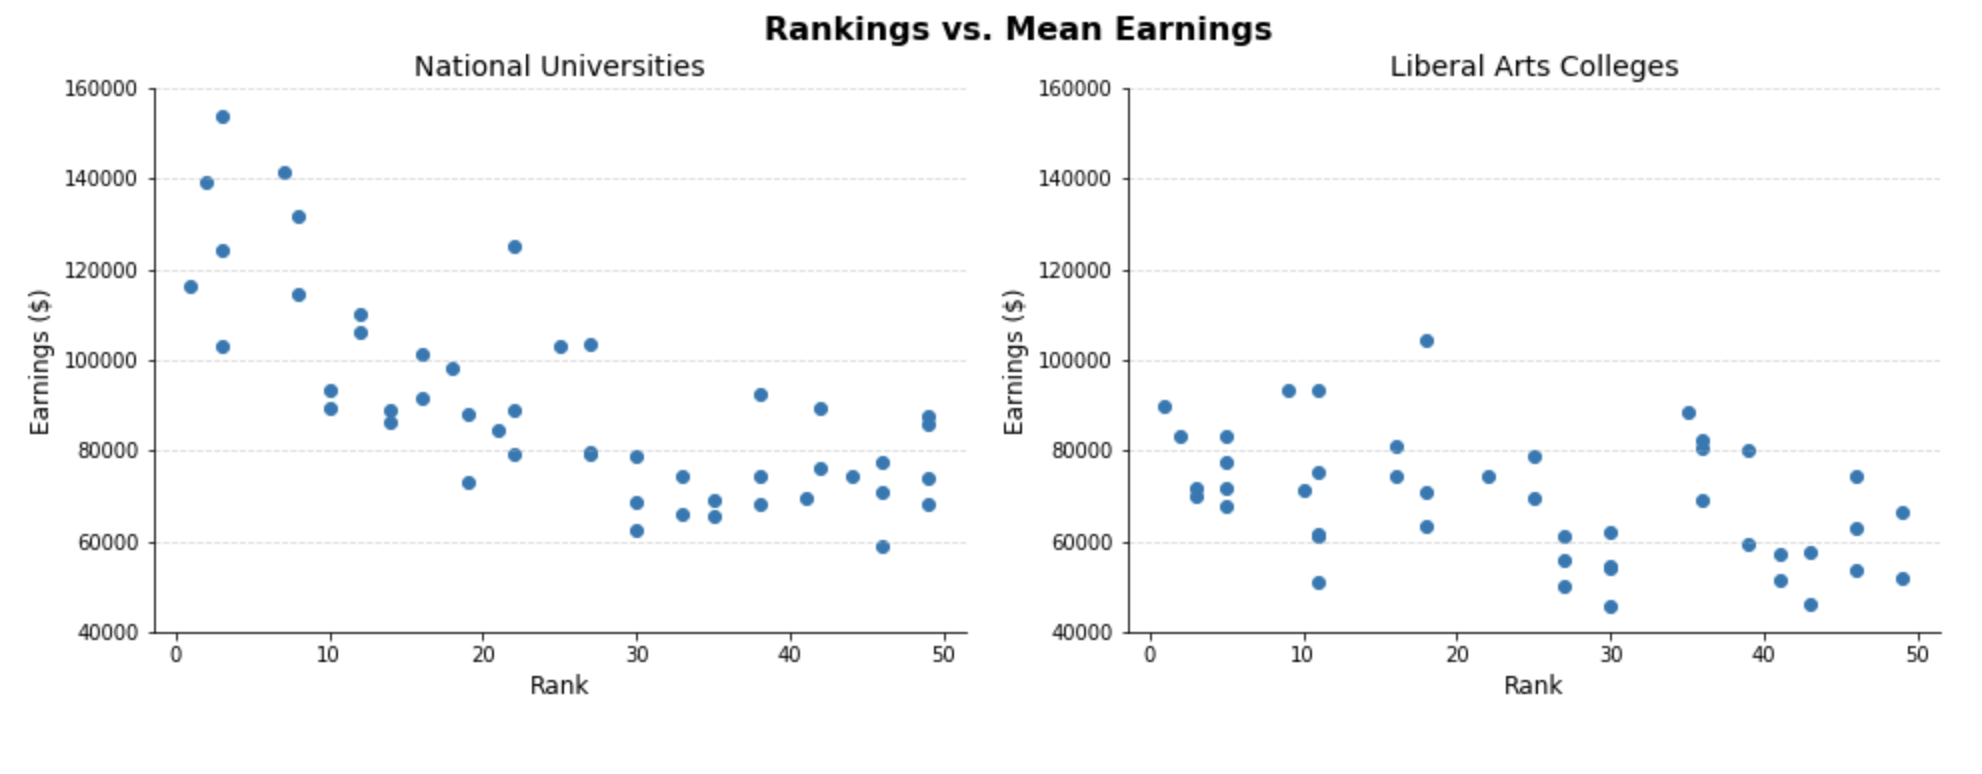 Rankings vs. Mean Earnings
National Universities
160000
140000
120000
100000
80000
60000
40000
Earnings ($)
0 10 20 30 40 50
Rank
Liberal Arts Colleges
160000
140000
120000
100000
80000
60000
40000
Earnings ($)
0 10 20 30 40 50
Rank